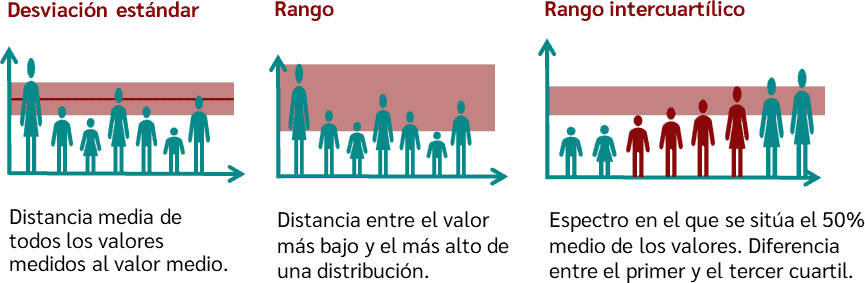 Desviación estándar
Distancia media de
todos los valores
medidos al valor medio.
Rango
Distancia entre el valor
más bajo y el más alto de
una distribución.
Rango intercuartílico
Espectro en el que se sitúa el 50%
medio de los valores. Diferencia
entre el primer y el tercer cuartil.